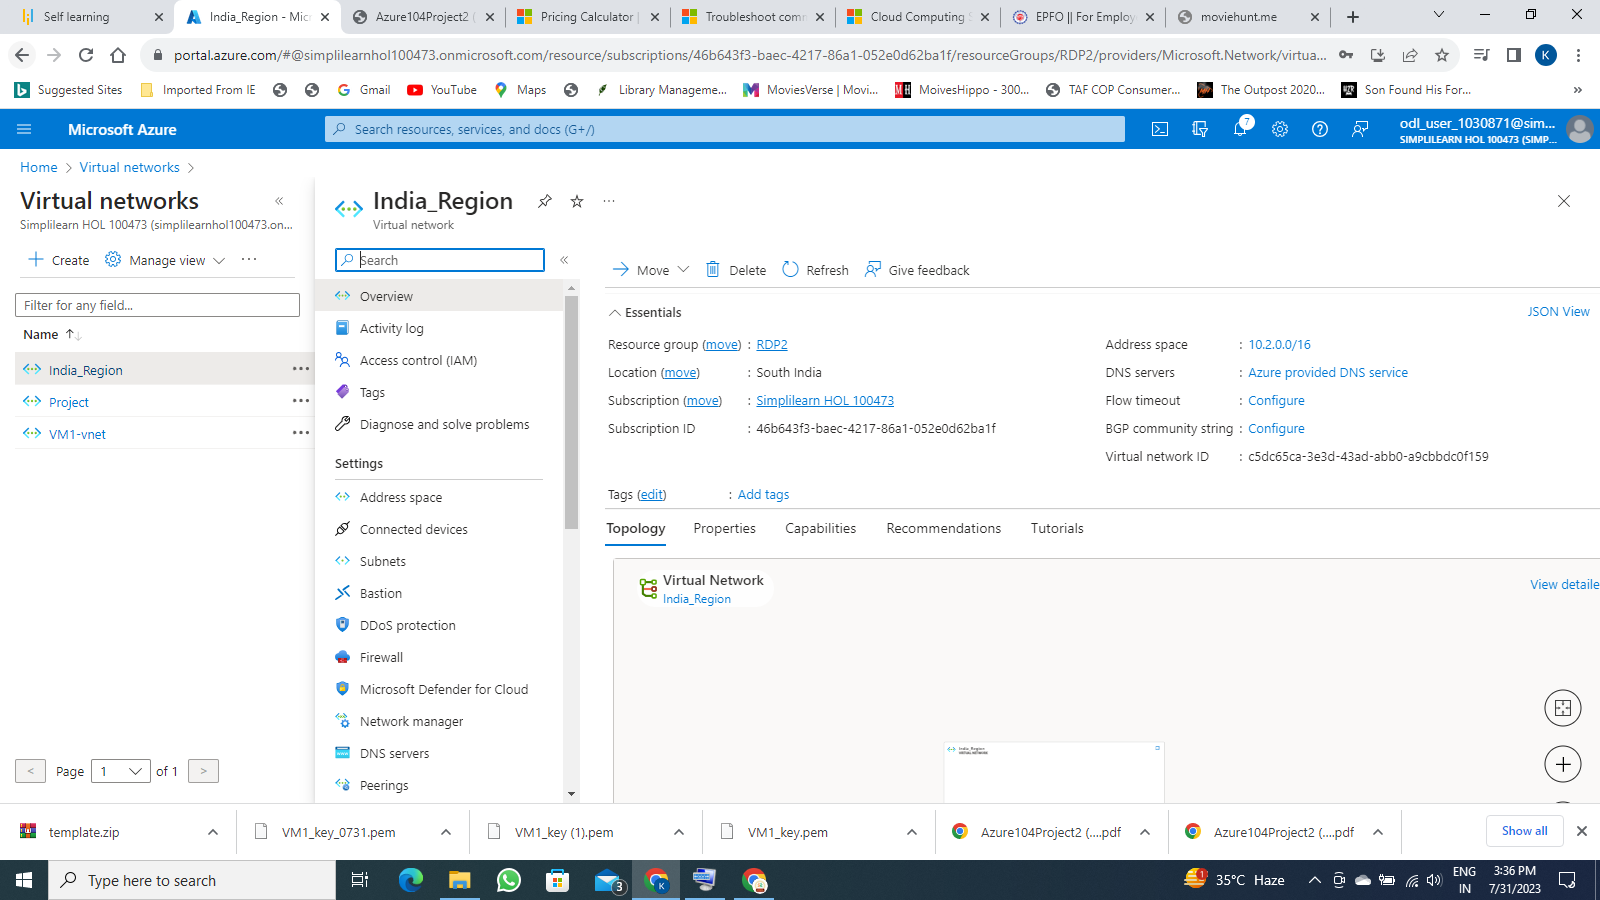 Self learning
India_Region - Micr
Azure104Project2 (
Pricing Calculator |
Troubleshoot comm
Cloud Computing S
EPFO || For Employe
moviehunt.me
portal.azure.com/#@simplilearnhol100473.onmicrosoft.com/resource/subscriptions/46b643f3-baec-4217-86a1-052e0d62ba1f/resourceGroups/RDP2/providers/Microsoft.Network/virtua...
K
Suggested Sites
Imported From IE
Gmail
YouTube
Maps
Library Manageme...
MoviesVerse | Movi...
MoivesHippo - 300...
TAF COP Consumer...
The Outpost 2020...
Son Found His For...
»
Microsoft Azure
Search resources, services, and docs (G+/)
7
odl_user_1030871@sim...
SIMPLILEARN HOL 100473 (SIMP...
Home > Virtual networks >
Virtual networks
«
Simplilearn HOL 100473 (simplilearnhol100473.on...
Create
Manage view
...
Filter for any field...
Name
India_Region
Project
VM1-vnet
< Page 1 of 1 >
India_Region
...
Virtual network
Search
«
Overview
Activity log
Access control (IAM)
Tags
Diagnose and solve problems
Settings
Address space
Connected devices
Subnets
Bastion
DDoS protection
Firewall
Microsoft Defender for Cloud
Network manager
DNS servers
Peerings
Move
Delete
Refresh
Give feedback
Essentials
JSON View
Resource group (move) : RDP2
Location (move) : South India
Subscription (move) : Simplilearn HOL 100473
Subscription ID : 46b643f3-baec-4217-86a1-052e0d62ba1f
Address space : 10.2.0.0/16
DNS servers : Azure provided DNS service
Flow timeout : Configure
BGP community string : Configure
Virtual network ID : c5dc65ca-3e3d-43ad-abb0-a9cbbdc0f159
Tags (edit) : Add tags
Topology
Properties
Capabilities
Recommendations
Tutorials
Virtual Network
India_Region
View detaile
India_Region
VIRTUAL NETWORK
template.zip
VM1_key_0731.pem
VM1_key (1).pem
VM1_key.pem
Azure104Project2 (....pdf
Azure104Project2 (....pdf
Show all
Type here to search
3
K
1
35°C Haze
ENG
IN
3:36 PM
7/31/2023